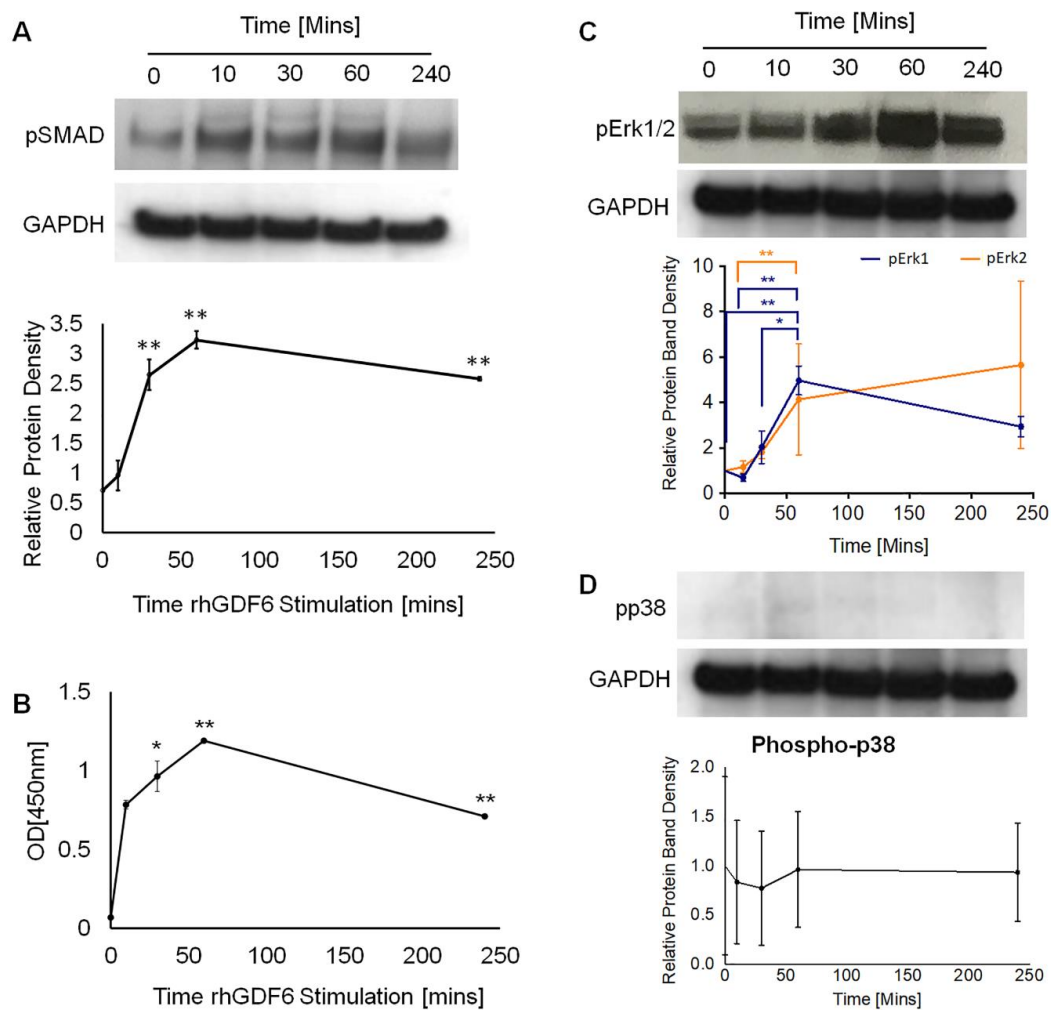 A
Time [Mins]
0 10 30 60 240
pSMAD
GAPDH
Relative Protein Density
3.5
3
2.5
2
1.5
1
0.5
0
** ** **
0 50 100 150 200 250
Time rhGDF6 Stimulation [mins]
B
OD[450nm]
1.5
1
0.5
0
* ** **
0 50 100 150 200 250
Time rhGDF6 Stimulation [mins]
C
Time [Mins]
0 10 30 60 240
pErk1/2
GAPDH
pErk1 pErk2
Relative Protein Band Density
10
8
6
4
2
0
**
**
**
*
0 50 100 150 200 250
Time [Mins]
D
pp38
GAPDH
Phospho-p38
Relative Protein Band Density
2.0
1.5
1.0
0.5
0.0
0 50 100 150 200 250
Time [Mins]